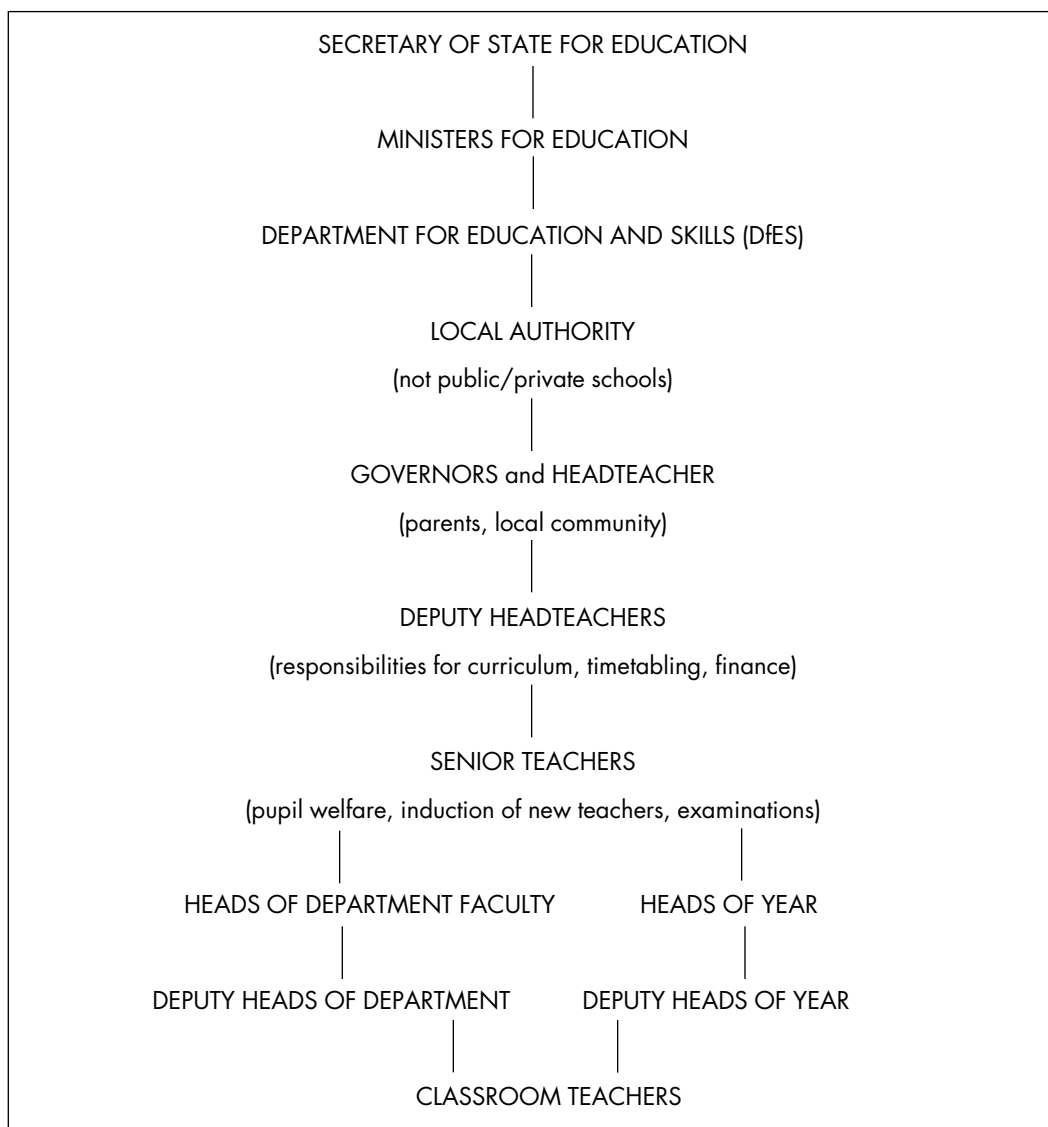 SECRETARY OF STATE FOR EDUCATION
MINISTERS FOR EDUCATION
DEPARTMENT FOR EDUCATION AND SKILLS (DfES)
LOCAL AUTHORITY
(not public/private schools)
GOVERNORS and HEADTEACHER
(parents, local community)
DEPUTY HEADTEACHERS
(responsibilities for curriculum, timetabling, finance)
SENIOR TEACHERS
(pupil welfare, induction of new teachers, examinations)
HEADS OF DEPARTMENT FACULTY HEADS OF YEAR
DEPUTY HEADS OF DEPARTMENT DEPUTY HEADS OF YEAR
CLASSROOM TEACHERS